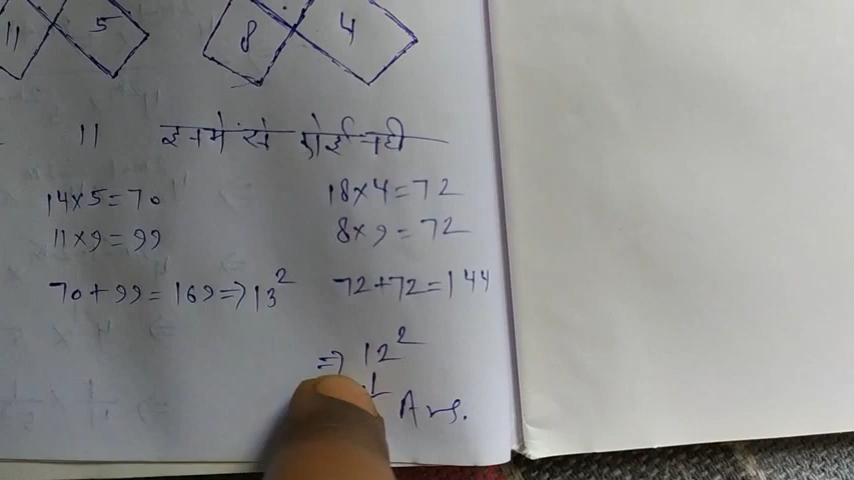 11 5 8 4
11 इनमें से कोई नही
14×5=70 18×4=72
11×9=99 8×9=72
70+99=169⇒13² 72+72=144
⇒12²
Ans.